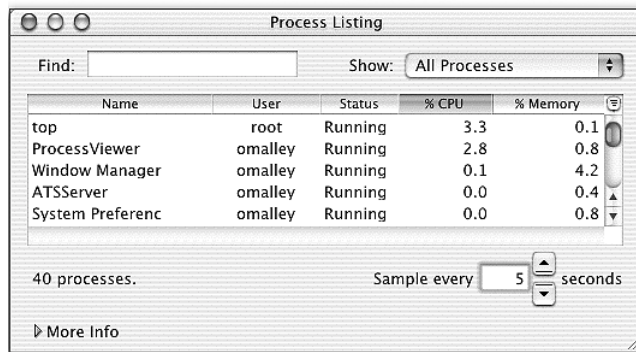 Process Listing
Find: Show: All Processes
Name User Status % CPU % Memory
top root Running 3.3 0.1
ProcessViewer omalley Running 2.8 0.8
Window Manager omalley Running 0.1 4.2
ATSServer omalley Running 0.0 0.4
System Preferenc omalley Running 0.0 0.8
40 processes. Sample every 5 seconds
More Info